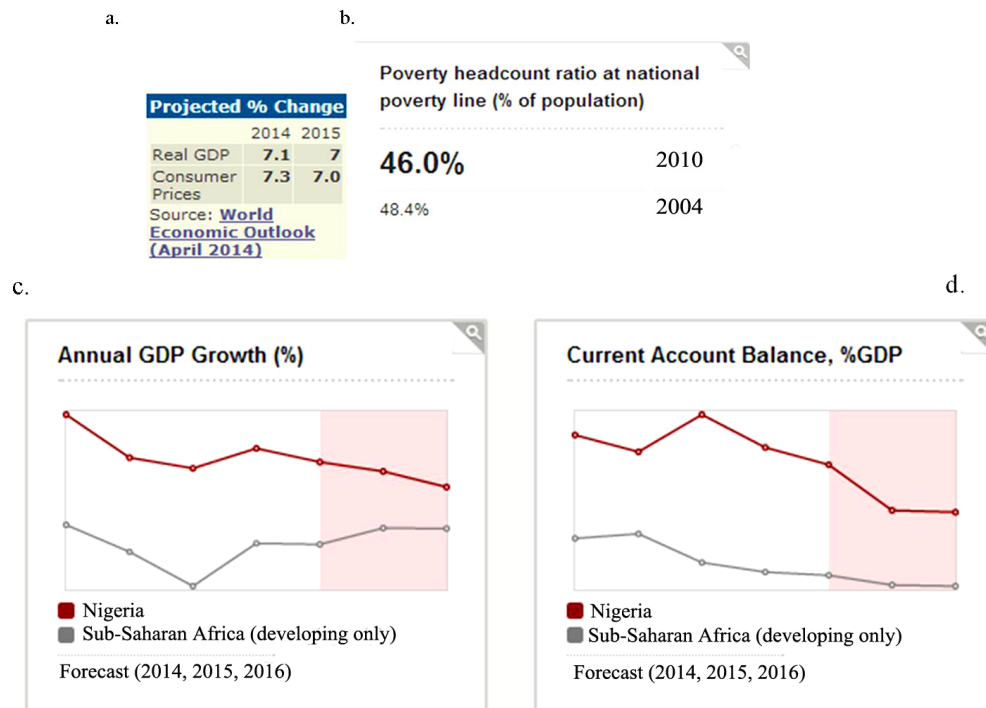 a.
b.
Projected % Change
2014 2015
Real GDP 7.1 7
Consumer Prices 7.3 7.0
Source: World
Economic Outlook
(April 2014)
Poverty headcount ratio at national
poverty line (% of population)
46.0% 2010
48.4% 2004
c.
Annual GDP Growth (%)
Nigeria
Sub-Saharan Africa (developing only)
Forecast (2014, 2015, 2016)
d.
Current Account Balance, %GDP
Nigeria
Sub-Saharan Africa (developing only)
Forecast (2014, 2015, 2016)